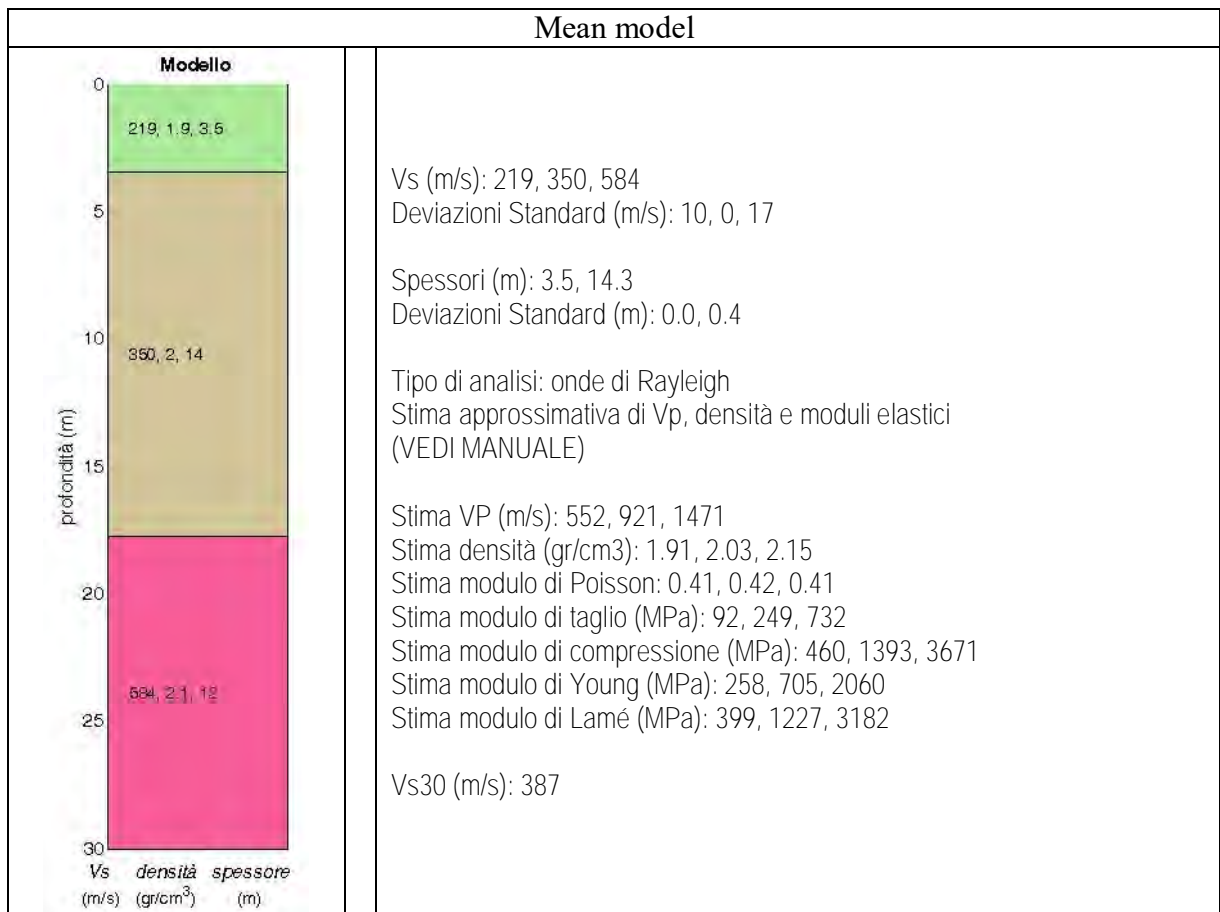 Mean model
Modello
0
219, 1.9, 3.5
5
10
350, 2, 14
15
20
584, 2.1, 12
25
30
profondità (m)
Vs densità spessore
(m/s) (gr/cm³) (m)
Vs (m/s): 219, 350, 584
Deviazioni Standard (m/s): 10, 0, 17
Spessori (m): 3.5, 14.3
Deviazioni Standard (m): 0.0, 0.4
Tipo di analisi: onde di Rayleigh
Stima approssimativa di Vp, densità e moduli elastici
(VEDI MANUALE)
Stima VP (m/s): 552, 921, 1471
Stima densità (gr/cm3): 1.91, 2.03, 2.15
Stima modulo di Poisson: 0.41, 0.42, 0.41
Stima modulo di taglio (MPa): 92, 249, 732
Stima modulo di compressione (MPa): 460, 1393, 3671
Stima modulo di Young (MPa): 258, 705, 2060
Stima modulo di Lamé (MPa): 399, 1227, 3182
Vs30 (m/s): 387